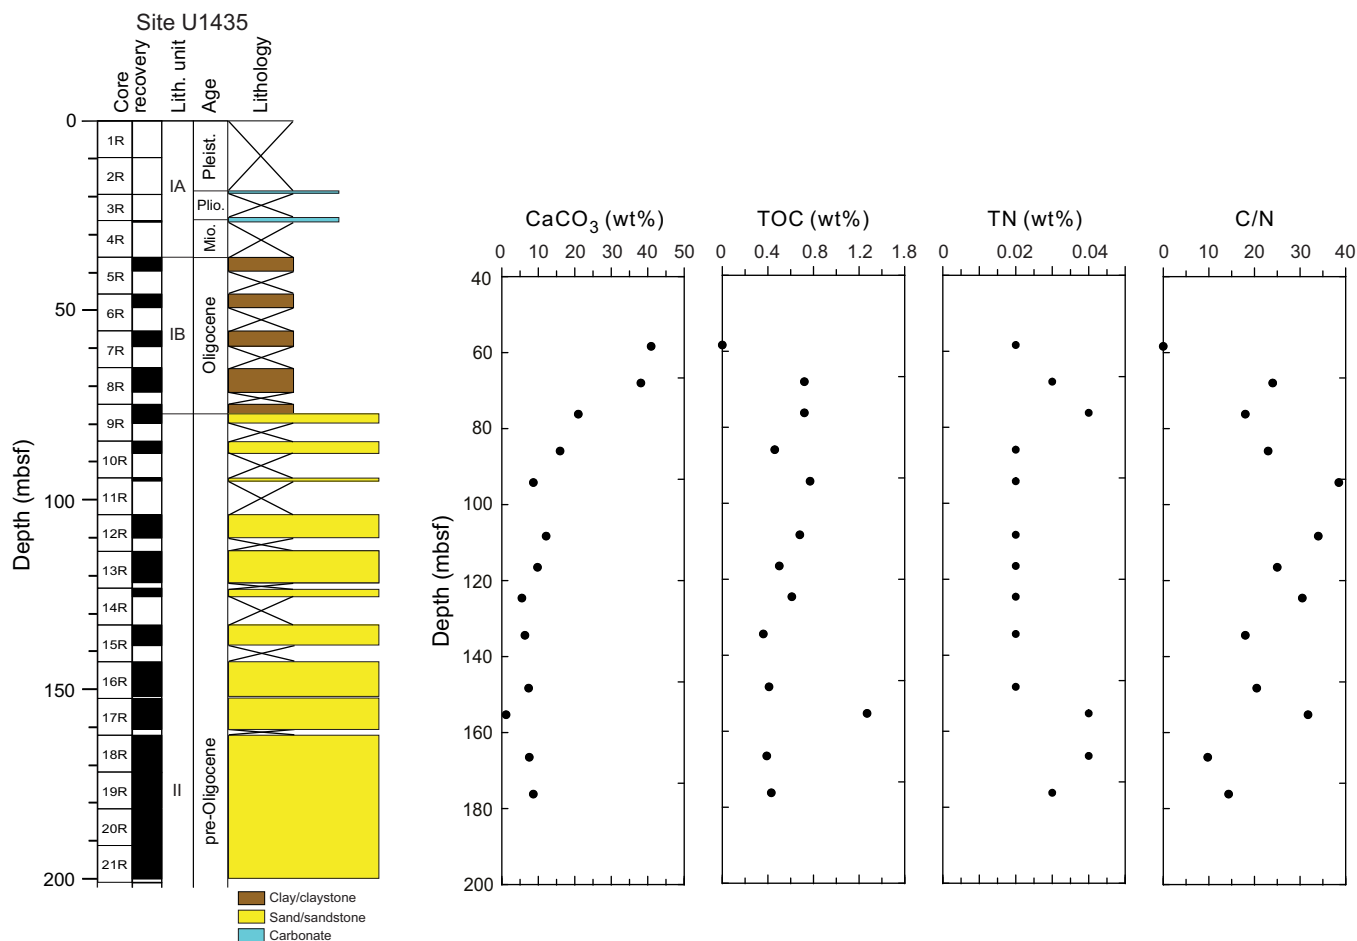 Site U1435
Core
recovery
Lith. unit
Age
Lithology
Depth (mbsf)
0
50
100
150
200
1R
2R
3R
4R
5R
6R
7R
8R
9R
10R
11R
12R
13R
14R
15R
16R
17R
18R
19R
20R
21R
IA
IB
II
Pleist.
Plio.
Mio.
Oligocene
pre-Oligocene
Clay/claystone
Sand/sandstone
Carbonate
CaCO3 (wt%)
0 10 20 30 40 50
TOC (wt%)
0 0.4 0.8 1.2 1.8
TN (wt%)
0 0.02 0.04
C/N
0 10 20 30 40
Depth (mbsf)
40
60
80
100
120
140
160
180
200